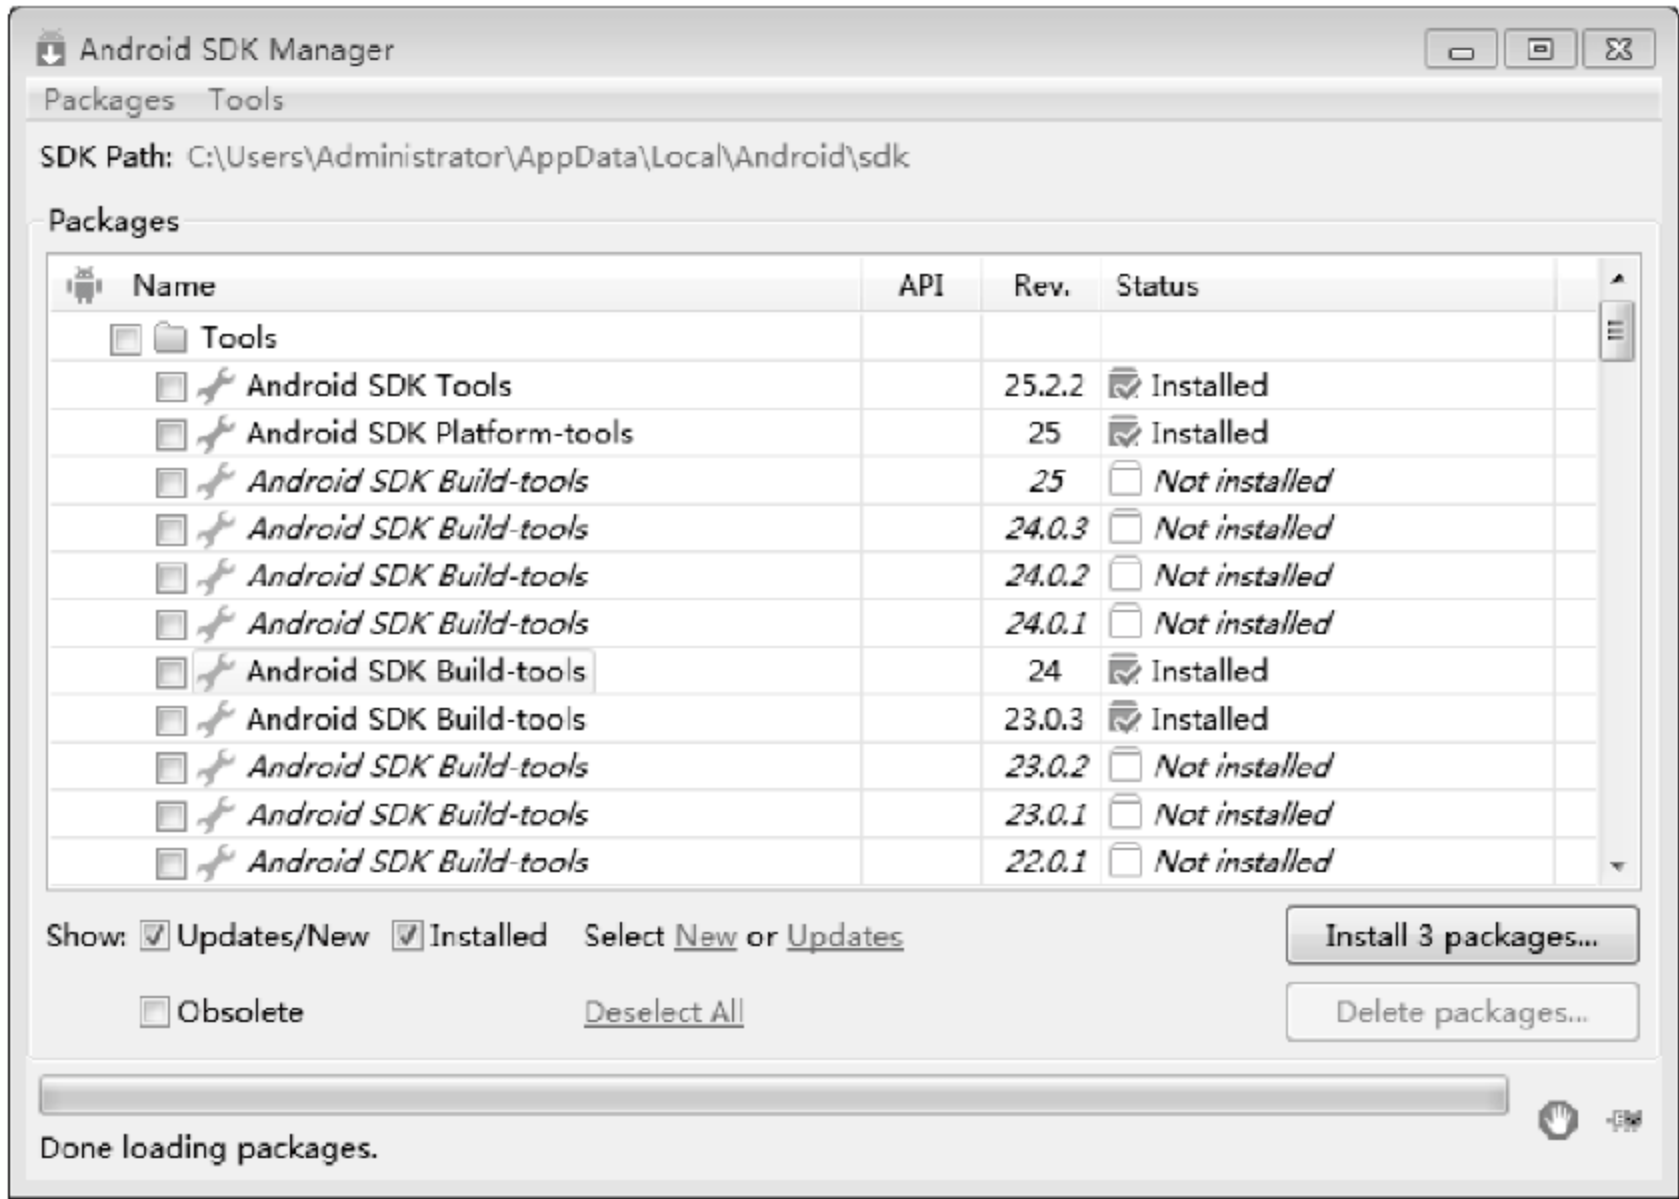 Android SDK Manager
Packages Tools
SDK Path: C:\Users\Administrator\AppData\Local\Android\sdk
Packages
Name API Rev. Status
Tools
Android SDK Tools 25.2.2 Installed
Android SDK Platform-tools 25 Installed
Android SDK Build-tools 25 Not installed
Android SDK Build-tools 24.0.3 Not installed
Android SDK Build-tools 24.0.2 Not installed
Android SDK Build-tools 24.0.1 Not installed
Android SDK Build-tools 24 Installed
Android SDK Build-tools 23.0.3 Installed
Android SDK Build-tools 23.0.2 Not installed
Android SDK Build-tools 23.0.1 Not installed
Android SDK Build-tools 22.0.1 Not installed
Show: Updates/New Installed Select New or Updates Install 3 packages...
Obsolete Deselect All Delete packages...
Done loading packages.